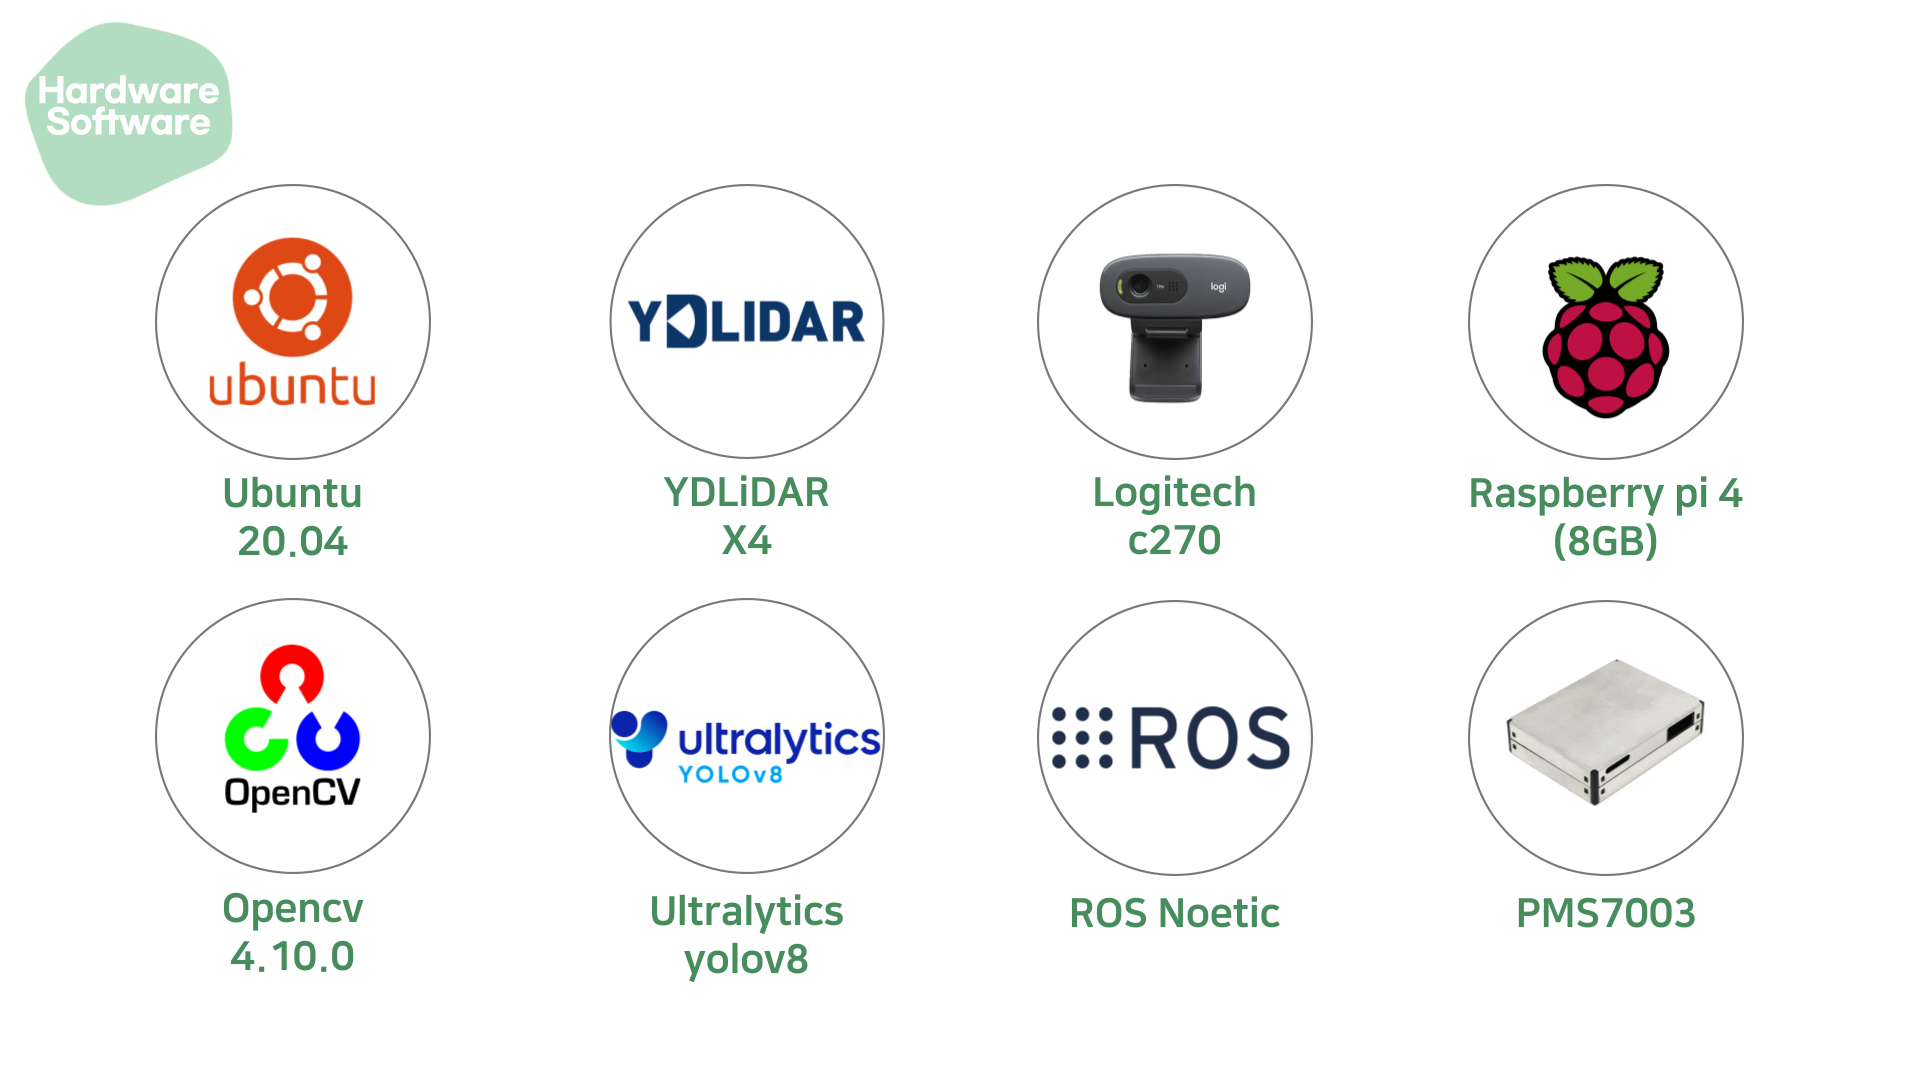 Hardware
Software
ubuntu
YDLIDAR
logi
Ubuntu
20.04
YDLiDAR
X4
Logitech
c270
Raspberry pi 4
(8GB)
OpenCV
ultralytics
YOLOv8
ROS
Opencv
4.10.0
Ultralytics
yolov8
ROS Noetic
PMS7003